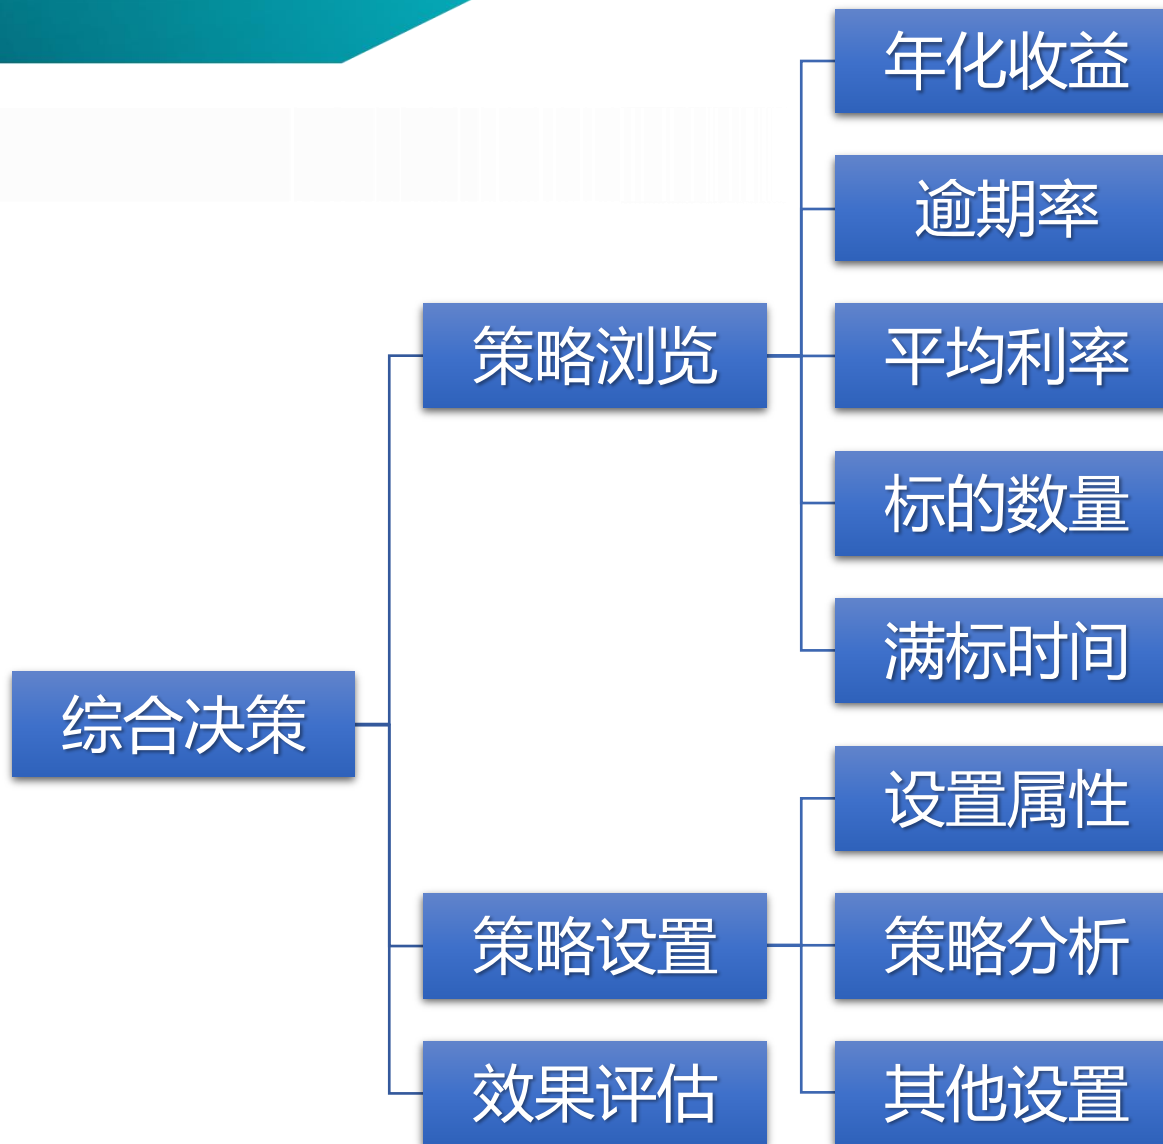 综合决策
策略浏览
年化收益
逾期率
平均利率
标的数量
满标时间
策略设置
设置属性
策略分析
其他设置
效果评估